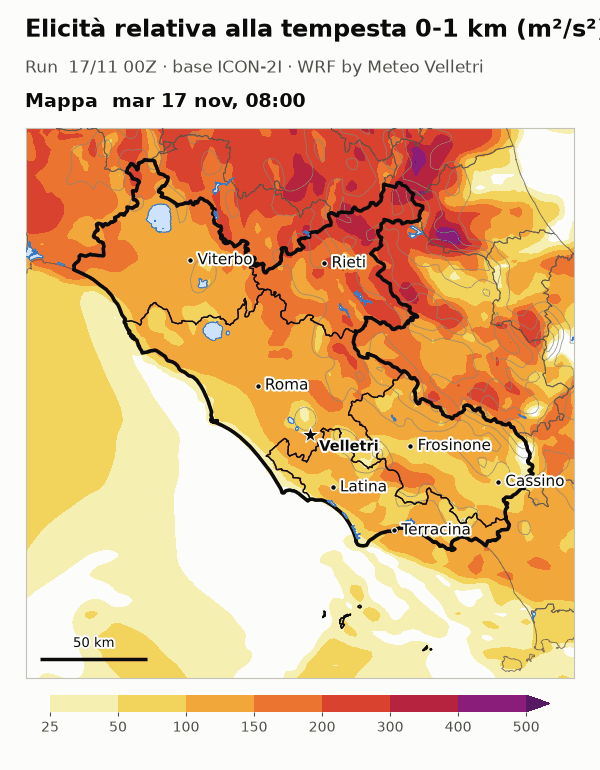 Elicità relativa alla tempesta 0-1 km (m²/s²)
Run 17/11 00Z · base ICON-2I · WRF by Meteo Velletri
Mappa mar 17 nov, 08:00
Viterbo
Rieti
Roma
Velletri
Frosinone
Cassino
Latina
Terracina
50 km
25 50 100 150 200 300 400 500